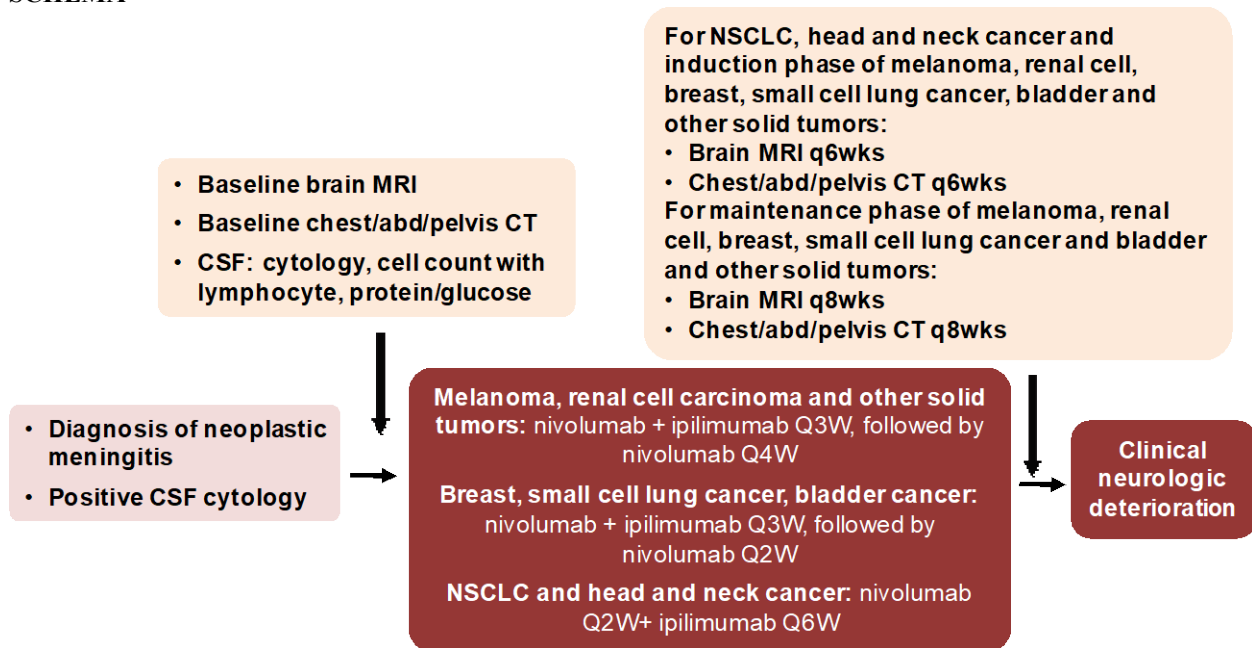 SCHEMA
For NSCLC, head and neck cancer and
induction phase of melanoma, renal cell,
breast, small cell lung cancer, bladder and
other solid tumors:
• Brain MRI q6wks
• Chest/abd/pelvis CT q6wks
For maintenance phase of melanoma, renal
cell, breast, small cell lung cancer and bladder
and other solid tumors:
• Brain MRI q8wks
• Chest/abd/pelvis CT q8wks
• Baseline brain MRI
• Baseline chest/abd/pelvis CT
• CSF: cytology, cell count with
lymphocyte, protein/glucose
• Diagnosis of neoplastic
meningitis
• Positive CSF cytology
Melanoma, renal cell carcinoma and other solid
tumors: nivolumab + ipilimumab Q3W, followed by
nivolumab Q4W
Breast, small cell lung cancer, bladder cancer:
nivolumab + ipilimumab Q3W, followed by
nivolumab Q2W
NSCLC and head and neck cancer: nivolumab
Q2W+ ipilimumab Q6W
Clinical
neurologic
deterioration